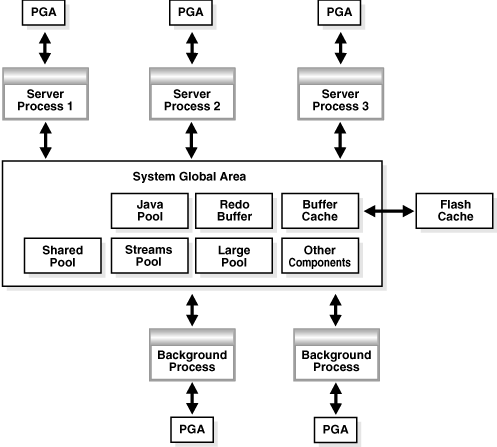 PGA
PGA
PGA
Server
Process 1
Server
Process 2
Server
Process 3
System Global Area
Java
Pool
Redo
Buffer
Buffer
Cache
Flash
Cache
Shared
Pool
Streams
Pool
Large
Pool
Other
Components
Background
Process
Background
Process
PGA
PGA